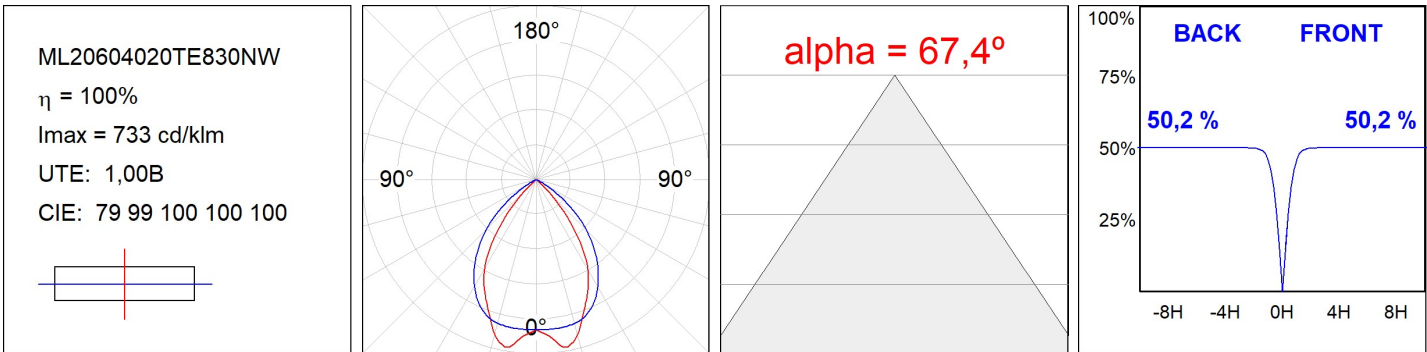 ML20604020TE830NW
η = 100%
Imax = 733 cd/klm
UTE: 1,00B
CIE: 79 99 100 100 100
180°
90°
90°
0°
alpha = 67,4º
100%
BACK
FRONT
75%
50,2 %
50,2 %
50%
25%
-8H
-4H
0H
4H
8H